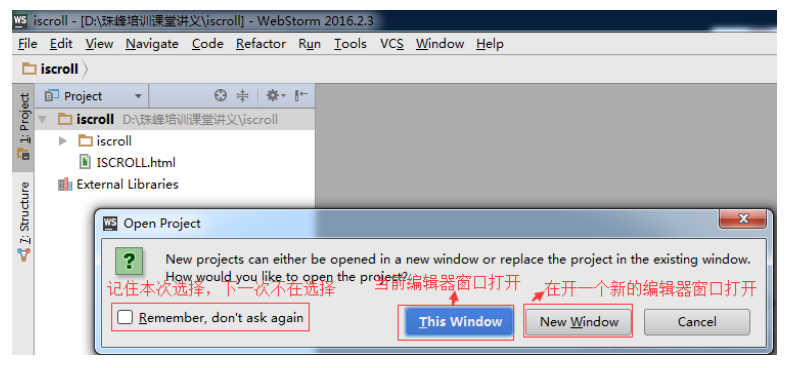 WS iscroll - [D:\珠峰培训课堂讲义\iscroll] - WebStorm 2016.2.3
File Edit View Navigate Code Refactor Run Tools VCS Window Help
iscroll
1: Project
Project
iscroll D:\珠峰培训课堂讲义\iscroll
iscroll
ISCROLL.html
External Libraries
7: Structure
WS Open Project
New projects can either be opened in a new window or replace the project in the existing window.
How would you like to open the project?
记住本次选择，下一次不在选择
当前编辑器窗口打开
在开一个新的编辑器窗口打开
Remember, don't ask again
This Window
New Window
Cancel